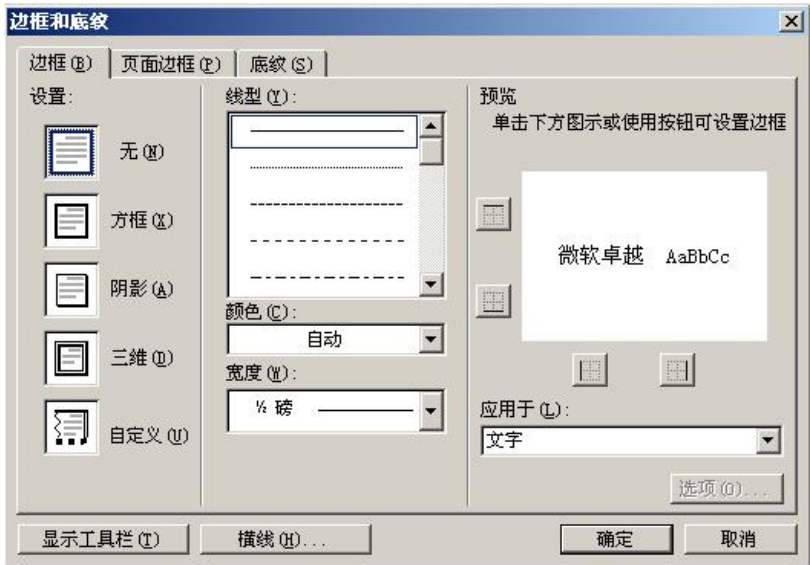 边框和底纹
边框(B) 页面边框(P) 底纹(S)
设置:
无(N)
方框(X)
阴影(A)
三维(D)
自定义(U)
线型(Y):
颜色(C):
自动
宽度(W):
½ 磅
预览
单击下方图示或使用按钮可设置边框
微软卓越 AaBbCc
应用于(L):
文字
选项(O)...
显示工具栏(T) 横线(H)... 确定 取消